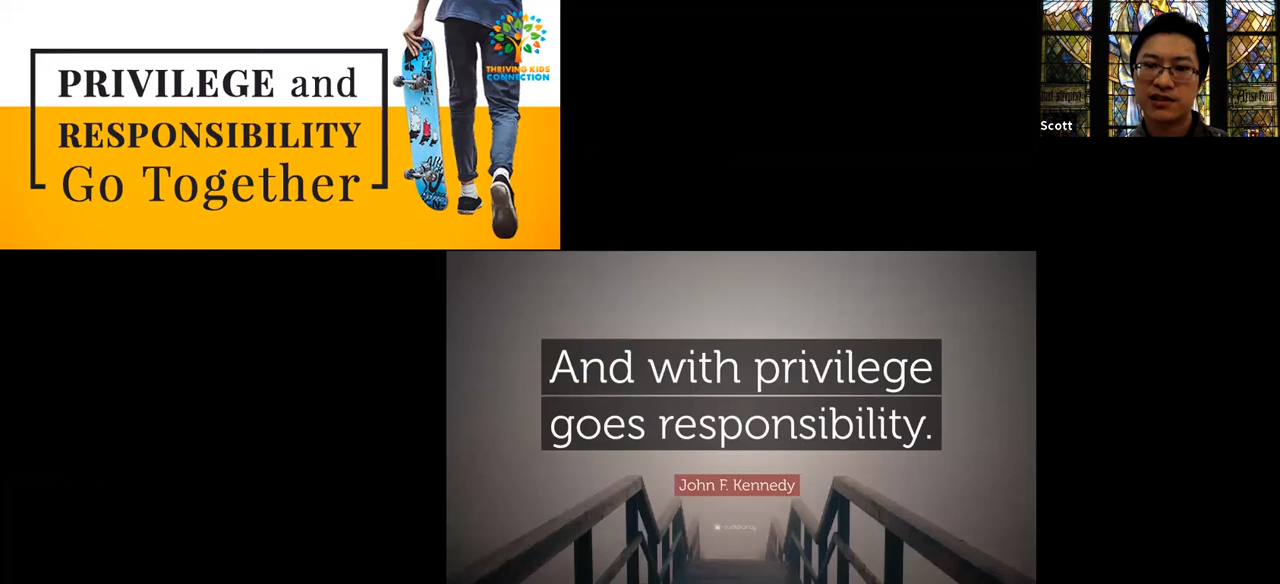 PRIVILEGE and
RESPONSIBILITY
Go Together
THRIVING KIDS
CONNECTION
Scott
And with privilege
goes responsibility.
John F. Kennedy